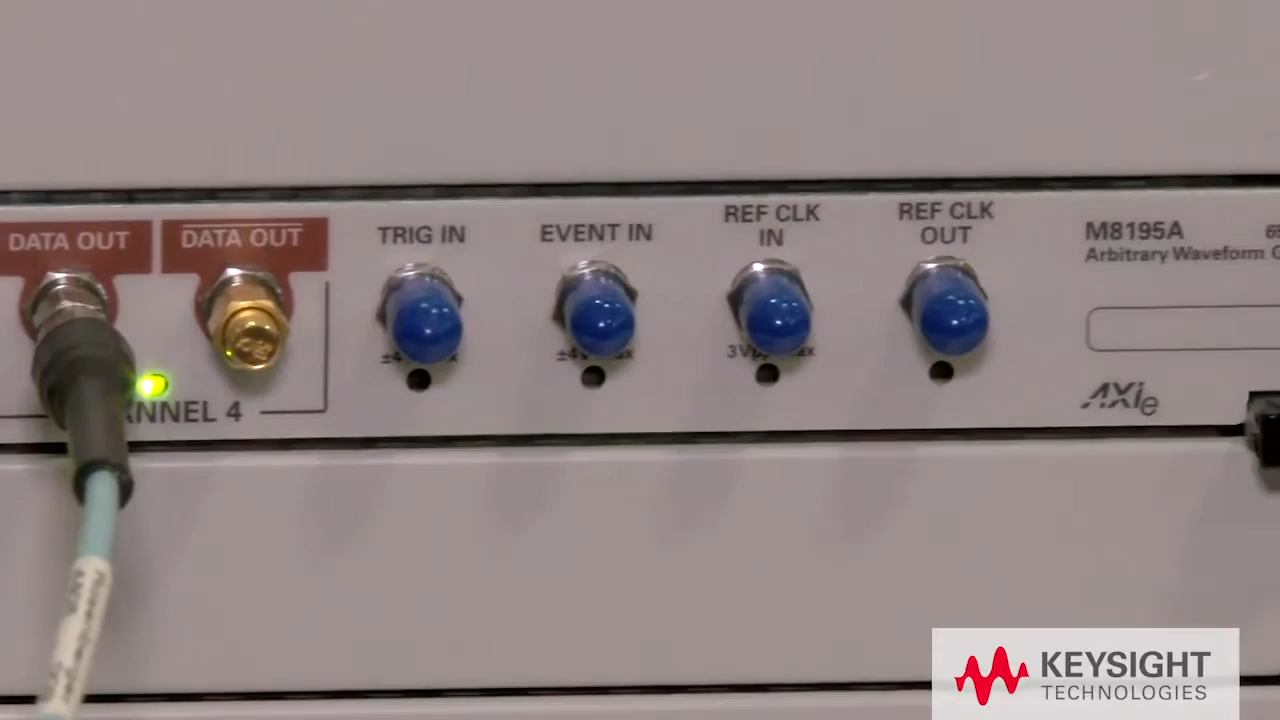 DATA OUT
DATA OUT
TRIG IN
EVENT IN
REF CLK
IN
REF CLK
OUT
M8195A
Arbitrary Waveform
CHANNEL 4
AXIe
KEYSIGHT
TECHNOLOGIES